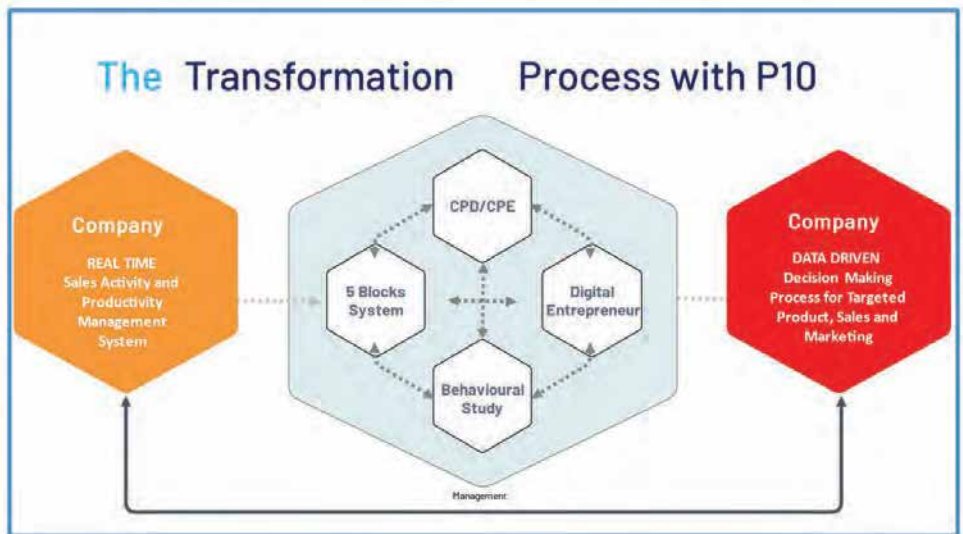 The Transformation Process with P10
Company
REAL TIME
Sales Activity and
Productivity
Management
System
CPD/CPE
5 Blocks
System
Digital
Entrepreneur
Behavioural
Study
Company
DATA DRIVEN
Decision Making
Process for Targeted
Product, Sales and
Marketing
Management